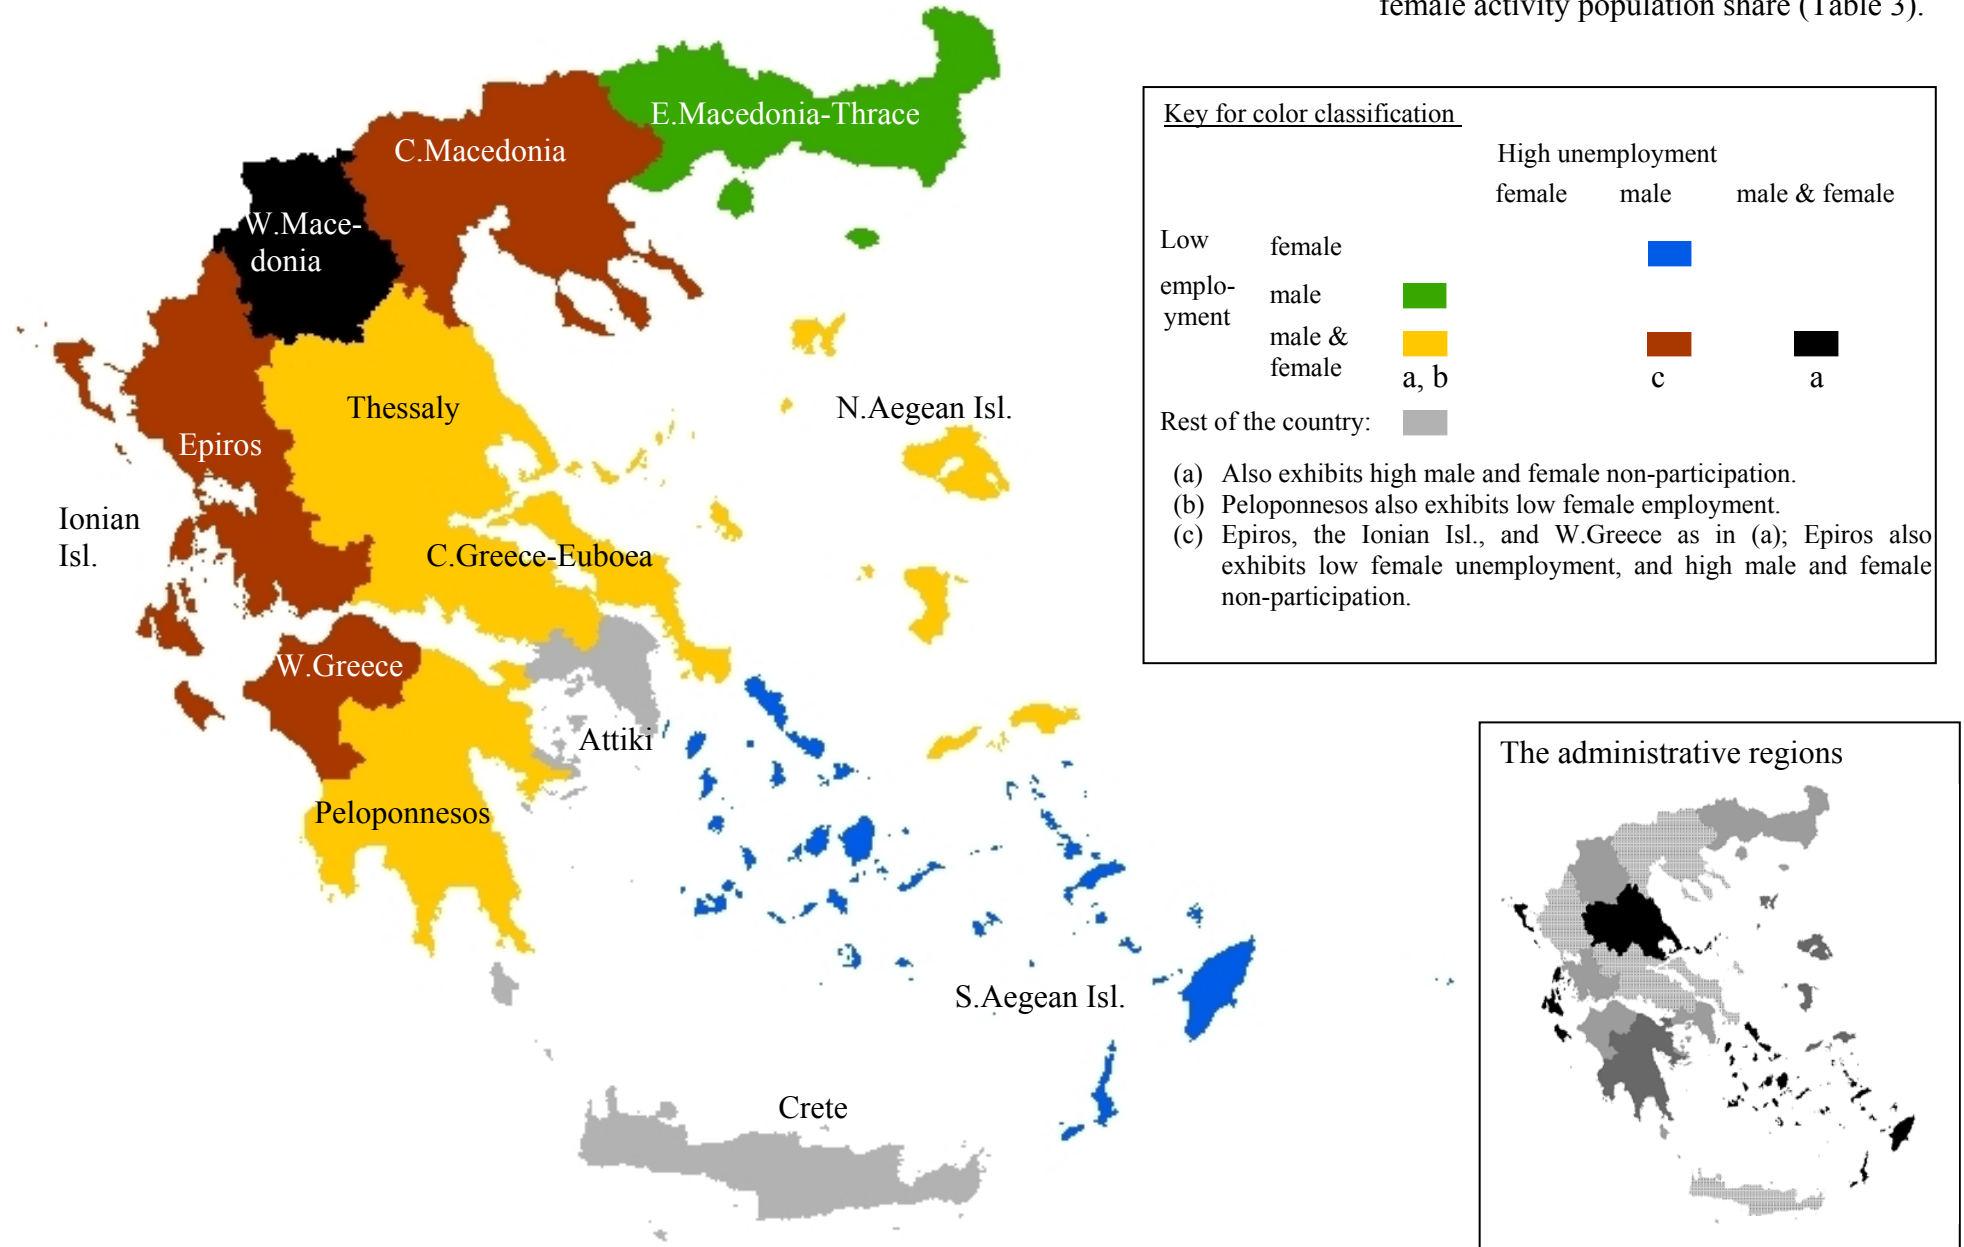 female activity population share (Table 3).
E.Macedonia-Thrace
C.Macedonia
W.Mace-
donia
Thessaly
N.Aegean Isl.
Epiros
Ionian
Isl.
C.Greece-Euboea
W.Greece
Attiki
Peloponnesos
S.Aegean Isl.
Crete
Key for color classification
High unemployment
female male male & female
Low female
emplo-
yment
male
male &
female
a, b c a
Rest of the country:
(a) Also exhibits high male and female non-participation.
(b) Peloponnesos also exhibits low female employment.
(c) Epiros, the Ionian Isl., and W.Greece as in (a); Epiros also
exhibits low female unemployment, and high male and female
non-participation.
The administrative regions